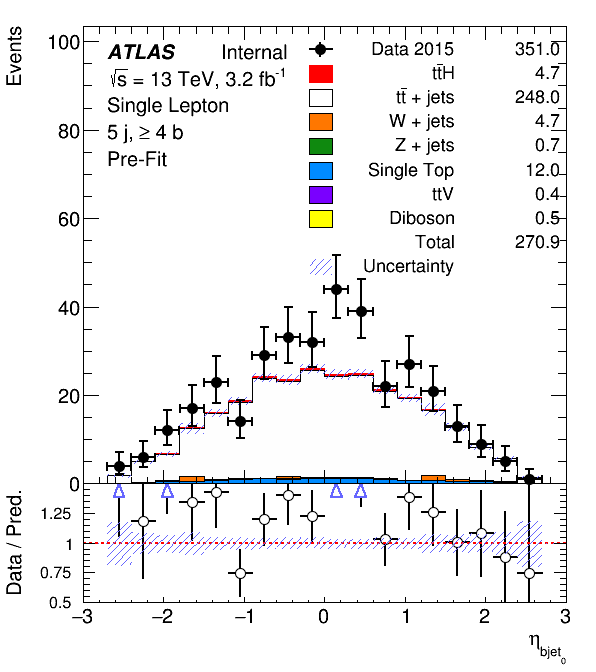 Events
100
80
60
40
20
0
ATLAS Internal
√s = 13 TeV, 3.2 fb⁻¹
Single Lepton
5 j, ≥ 4 b
Pre-Fit
Data 2015 351.0
tt̄H 4.7
tt̄ + jets 248.0
W + jets 4.7
Z + jets 0.7
Single Top 12.0
ttV 0.4
Diboson 0.5
Total 270.9
Uncertainty
Data / Pred.
1.25
1
0.75
0.5
−3 −2 −1 0 1 2 3
η bjet 0